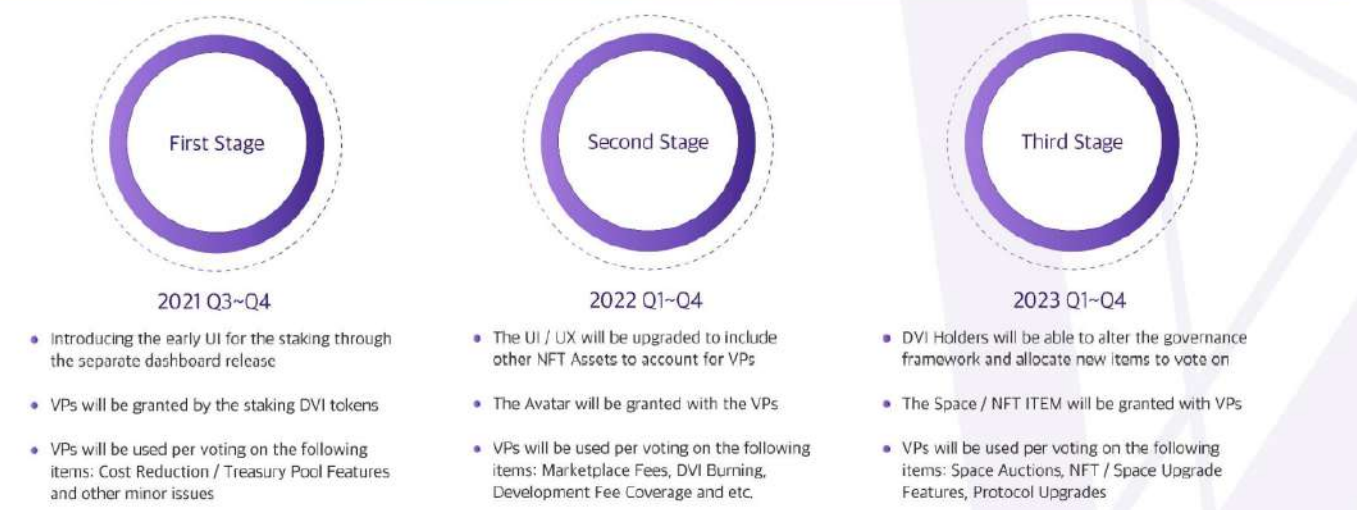 First Stage
2021 Q3~Q4
Introducing the early UI for the staking through
the separate dashboard release
VPs will be granted by the staking DVI tokens
VPs will be used per voting on the following
items: Cost Reduction / Treasury Pool Features
and other minor issues
Second Stage
2022 Q1~Q4
The UI / UX will be upgraded to include
other NFT Assets to account for VPs
The Avatar will be granted with the VPs
VPs will be used per voting on the following
items: Marketplace Fees, DVI Burning,
Development Fee Coverage and etc.
Third Stage
2023 Q1~Q4
DVI Holders will be able to alter the governance
framework and allocate new items to vote on
The Space / NFT ITEM will be granted with VPs
VPs will be used per voting on the following
items: Space Auctions, NFT / Space Upgrade
Features, Protocol Upgrades